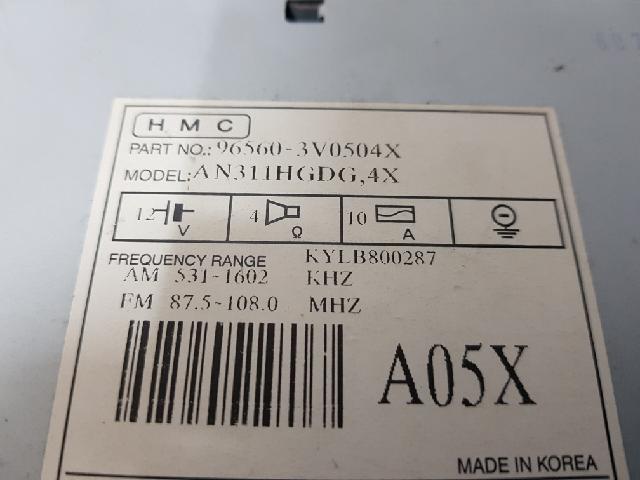 HMC
PART NO.: 96560-3V0504X
MODEL: AN311HGDG,4X
12 V 4 Ω 10 A
FREQUENCY RANGE KYLB800287
AM 531~1602 KHZ
FM 87.5~108.0 MHZ
A05X
MADE IN KOREA